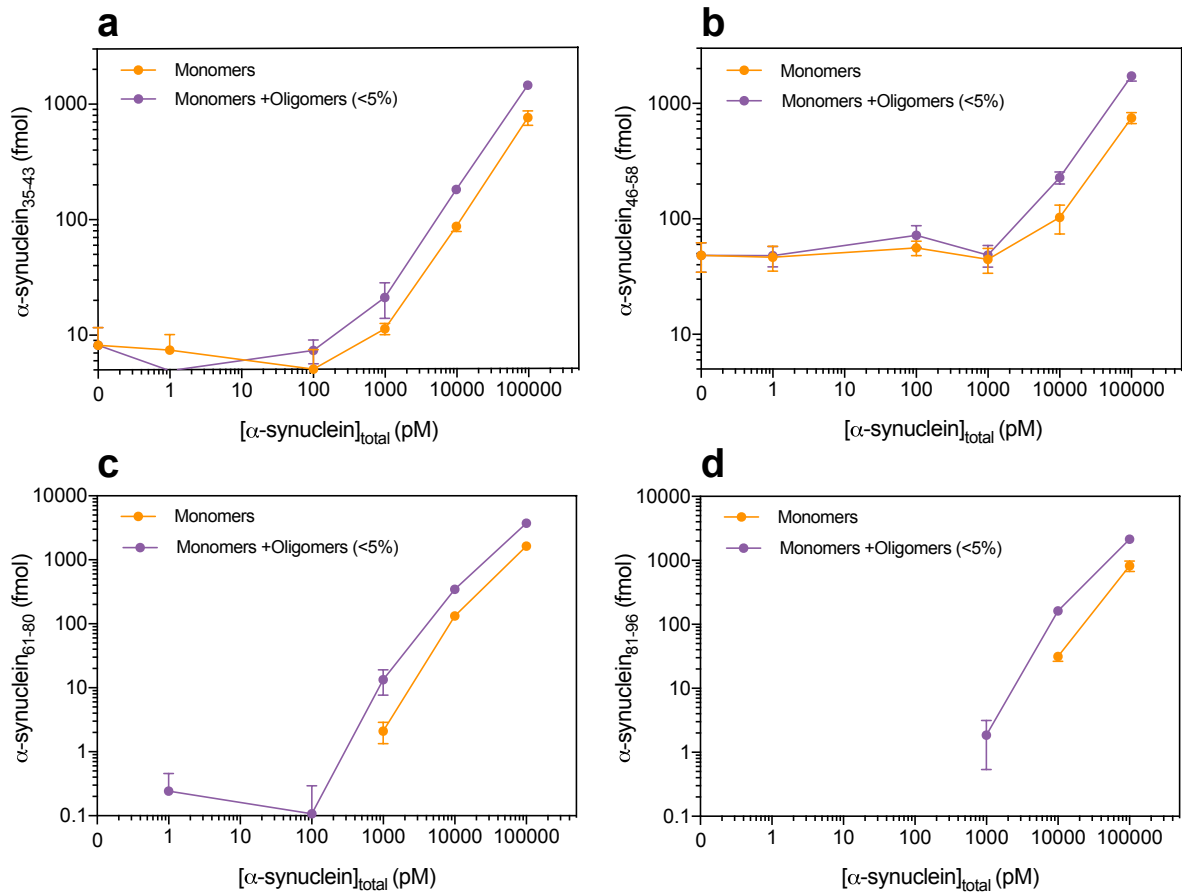 a
Monomers
Monomers +Oligomers (<5%)
α-synuclein35-43 (fmol)
1000
100
10
0 1 10 100 1000 10000 100000
[α-synuclein]total (pM)
b
Monomers
Monomers +Oligomers (<5%)
α-synuclein46-58 (fmol)
1000
100
10
0 1 10 100 1000 10000 100000
[α-synuclein]total (pM)
c
Monomers
Monomers +Oligomers (<5%)
α-synuclein61-80 (fmol)
10000
1000
100
10
1
0.1
0 1 10 100 1000 10000 100000
[α-synuclein]total (pM)
d
Monomers
Monomers +Oligomers (<5%)
α-synuclein81-96 (fmol)
10000
1000
100
10
1
0.1
0 1 10 100 1000 10000 100000
[α-synuclein]total (pM)